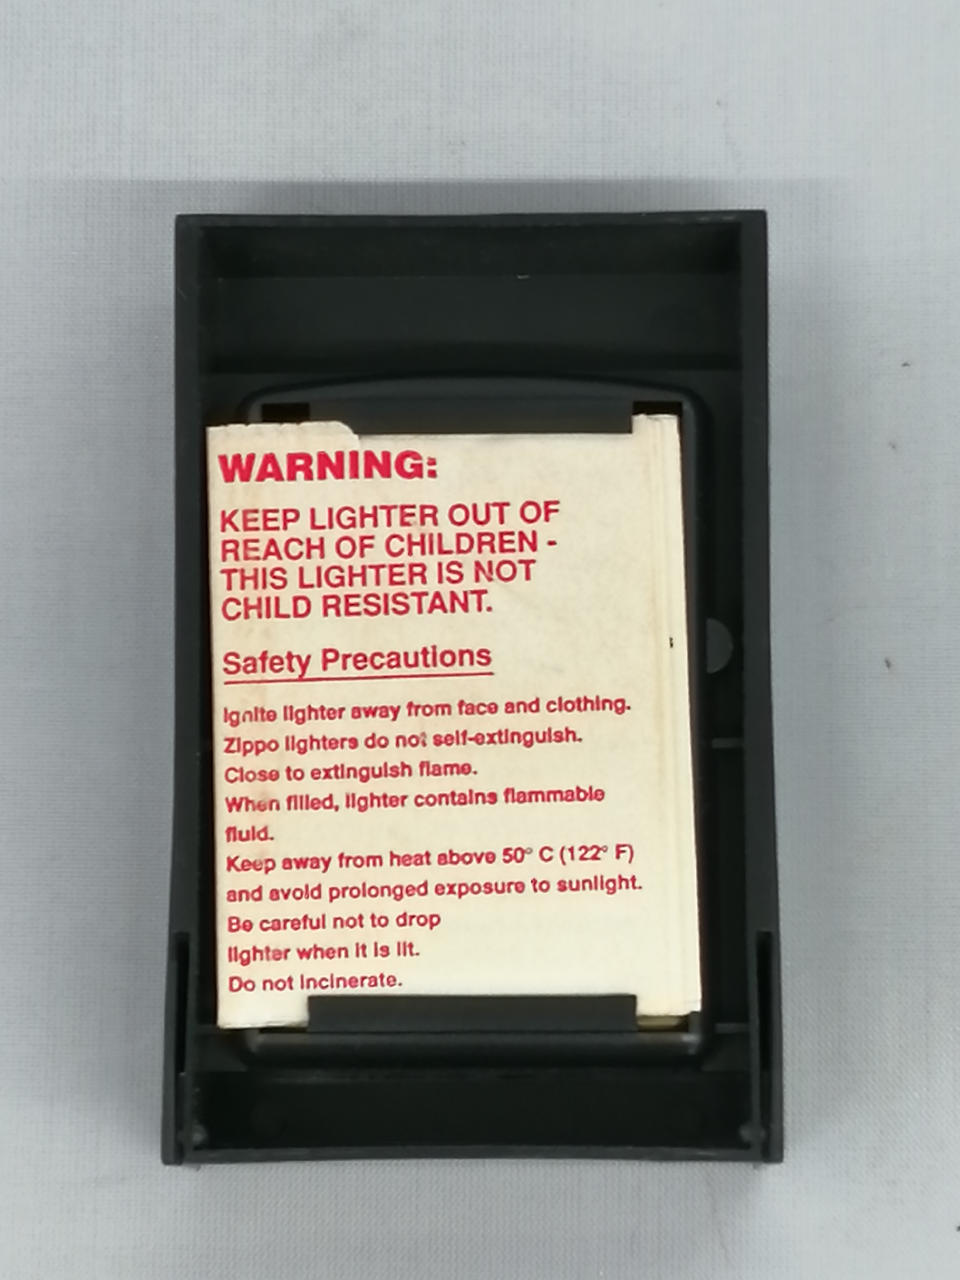 WARNING:
KEEP LIGHTER OUT OF
REACH OF CHILDREN -
THIS LIGHTER IS NOT
CHILD RESISTANT.
Safety Precautions
Ignite lighter away from face and clothing.
Zippo lighters do not self-extinguish.
Close to extinguish flame.
When filled, lighter contains flammable
fluid.
Keep away from heat above 50° C (122° F)
and avoid prolonged exposure to sunlight.
Be careful not to drop
lighter when it is lit.
Do not incinerate.